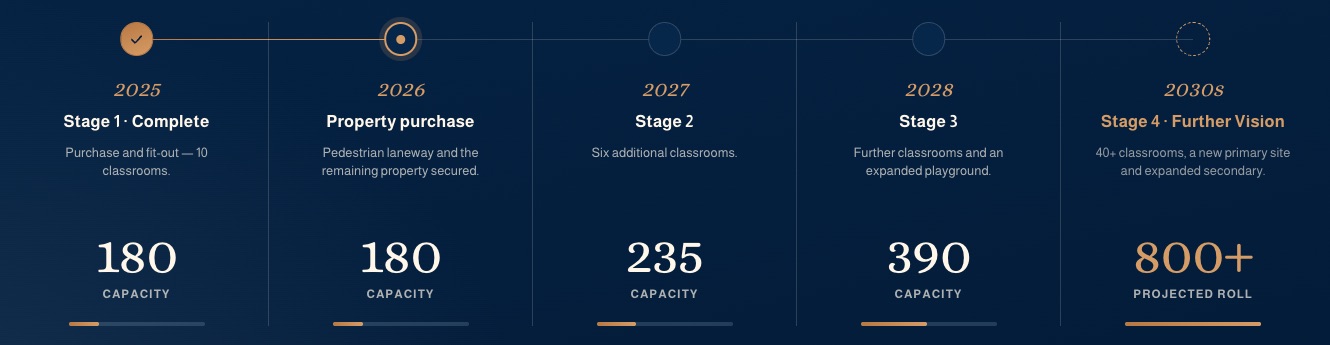 2025
Stage 1 · Complete
Purchase and fit-out — 10
classrooms.
180
CAPACITY
2026
Property purchase
Pedestrian laneway and the
remaining property secured.
180
CAPACITY
2027
Stage 2
Six additional classrooms.
235
CAPACITY
2028
Stage 3
Further classrooms and an
expanded playground.
390
CAPACITY
2030s
Stage 4 · Further Vision
40+ classrooms, a new primary site
and expanded secondary.
800+
PROJECTED ROLL